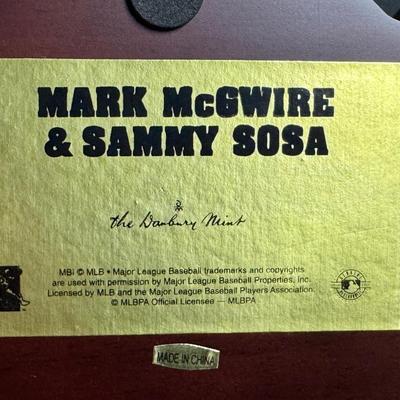 MARK McGWIRE
& SAMMY SOSA
the Danbury Mint
MBI © MLB • Major League Baseball trademarks and copyrights
are used with permission by Major League Baseball Properties, Inc.
Licensed by MLB and the Major League Baseball Players Association.
© MLBPA Official Licensee — MLBPA
MADE IN CHINA